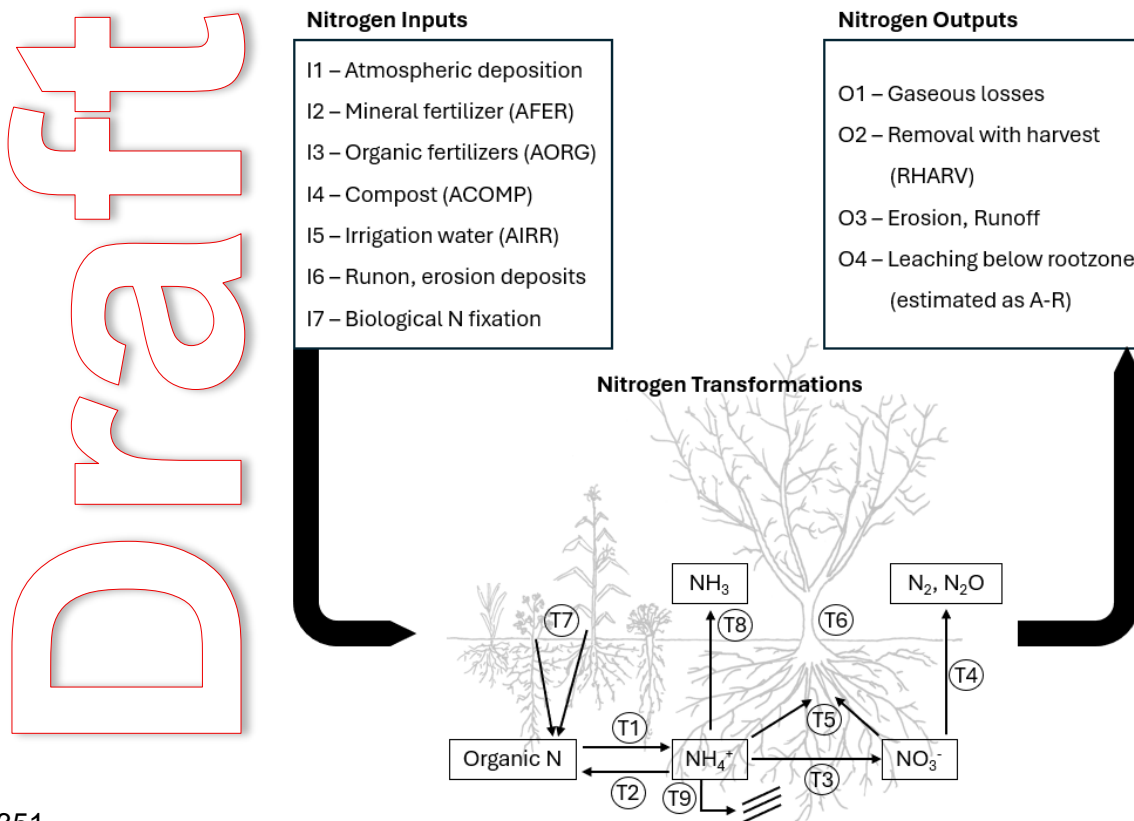 Draft
Nitrogen Inputs
I1 – Atmospheric deposition
I2 – Mineral fertilizer (AFER)
I3 – Organic fertilizers (AORG)
I4 – Compost (ACOMP)
I5 – Irrigation water (AIRR)
I6 – Runon, erosion deposits
I7 – Biological N fixation
Nitrogen Outputs
O1 – Gaseous losses
O2 – Removal with harvest
(RHARV)
O3 – Erosion, Runoff
O4 – Leaching below rootzone
(estimated as A-R)
Nitrogen Transformations
NH₃
N₂, N₂O
T7
T8
T6
T4
T5
T1
Organic N
NH₄⁺
NO₃⁻
T2
T9
T3